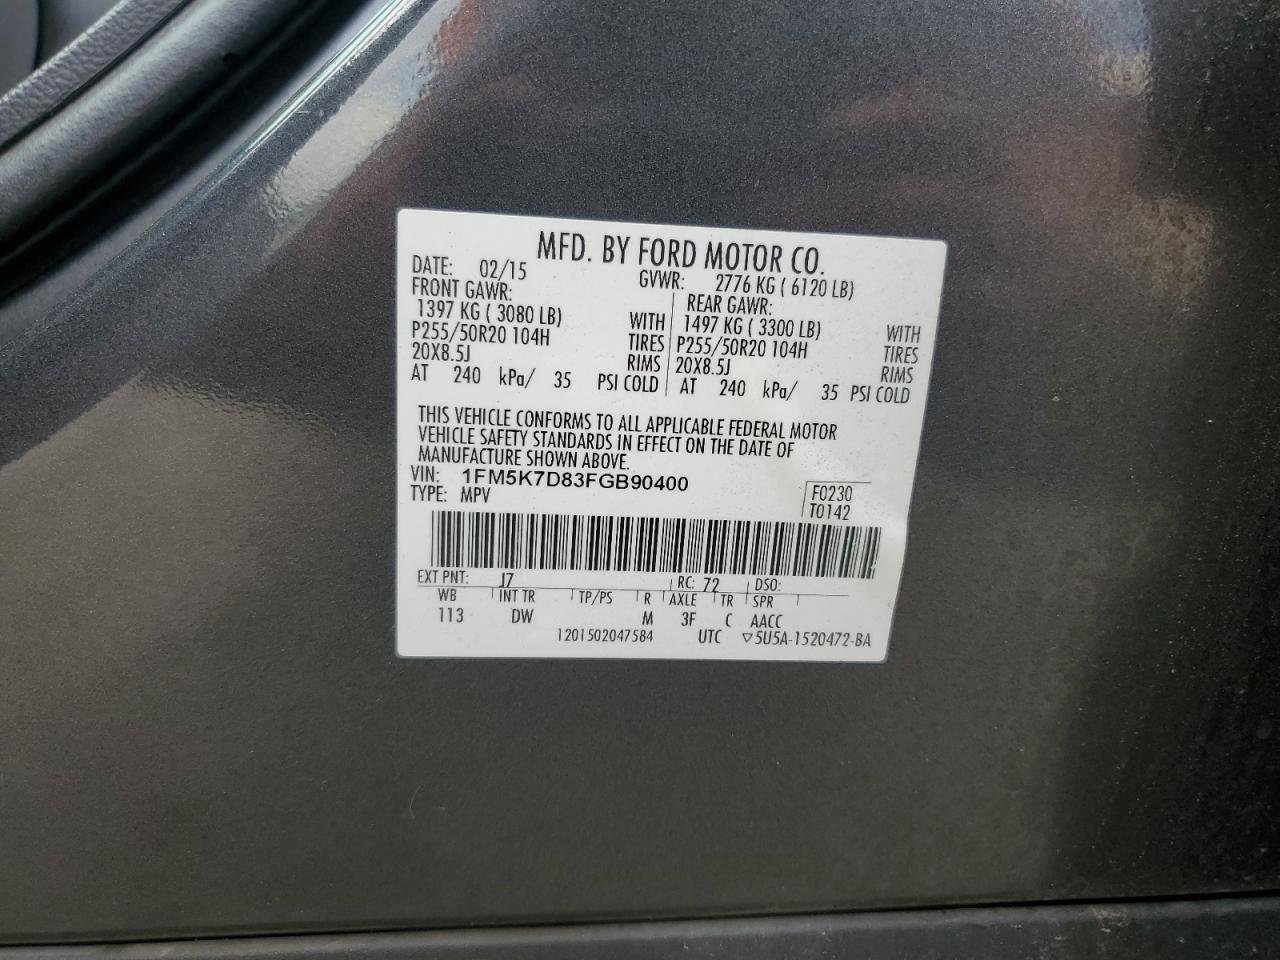 MFD. BY FORD MOTOR CO.
DATE: 02/15 GVWR: 2776 KG ( 6120 LB)
FRONT GAWR: REAR GAWR:
1397 KG ( 3080 LB) WITH 1497 KG ( 3300 LB) WITH
P255/50R20 104H TIRES P255/50R20 104H TIRES
20X8.5J RIMS 20X8.5J RIMS
AT 240 kPa/ 35 PSI COLD AT 240 kPa/ 35 PSI COLD
THIS VEHICLE CONFORMS TO ALL APPLICABLE FEDERAL MOTOR
VEHICLE SAFETY STANDARDS IN EFFECT ON THE DATE OF
MANUFACTURE SHOWN ABOVE.
VIN: 1FM5K7D83FGB90400 F0230
TYPE: MPV T0142
EXT PNT: J7 RC: 72 DSO:
WB INT TR TP/PS R AXLE TR SPR
113 DW M 3F C AACC
1201502047584 UTC ▽5U5A-1520472-BA